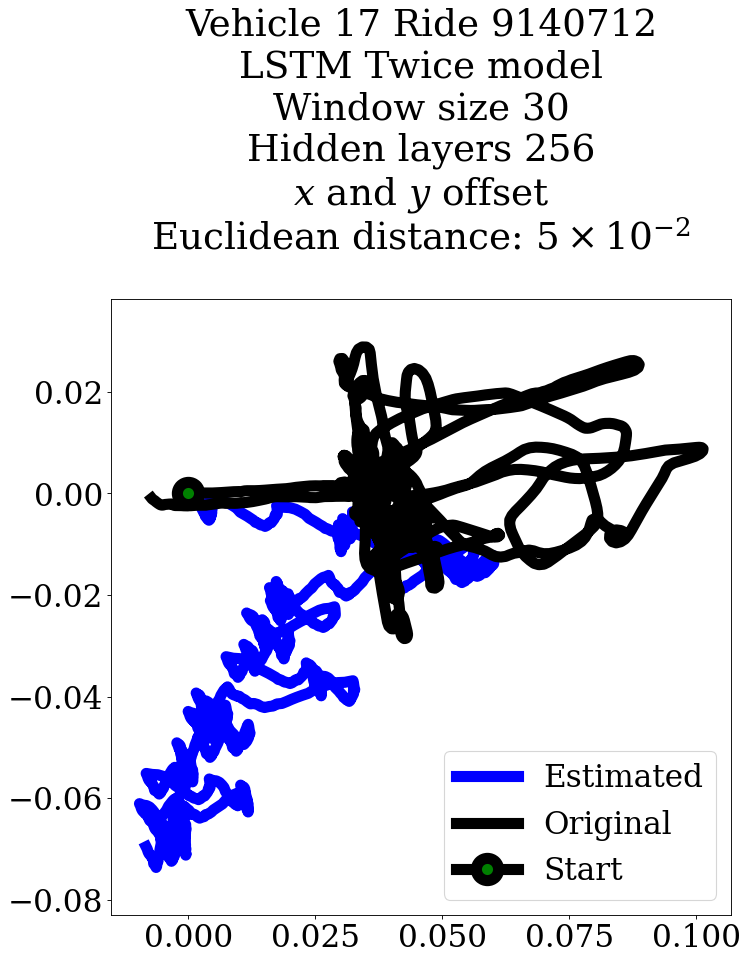 Vehicle 17 Ride 9140712
LSTM Twice model
Window size 30
Hidden layers 256
x and y offset
Euclidean distance: 5 × 10⁻²
0.02
0.00
−0.02
−0.04
−0.06
−0.08
Estimated
Original
Start
0.000 0.025 0.050 0.075 0.100